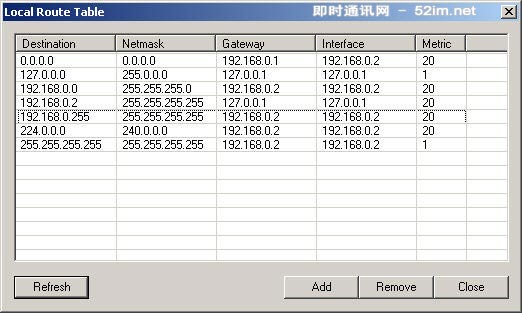 Local Route Table 即时通讯网 - 52im.net
Destination Netmask Gateway Interface Metric
0.0.0.0 0.0.0.0 192.168.0.1 192.168.0.2 20
127.0.0.0 255.0.0.0 127.0.0.1 127.0.0.1 1
192.168.0.0 255.255.255.0 192.168.0.2 192.168.0.2 20
192.168.0.2 255.255.255.255 127.0.0.1 127.0.0.1 20
192.168.0.255 255.255.255.255 192.168.0.2 192.168.0.2 20
224.0.0.0 240.0.0.0 192.168.0.2 192.168.0.2 20
255.255.255.255 255.255.255.255 192.168.0.2 192.168.0.2 1
Refresh Add Remove Close